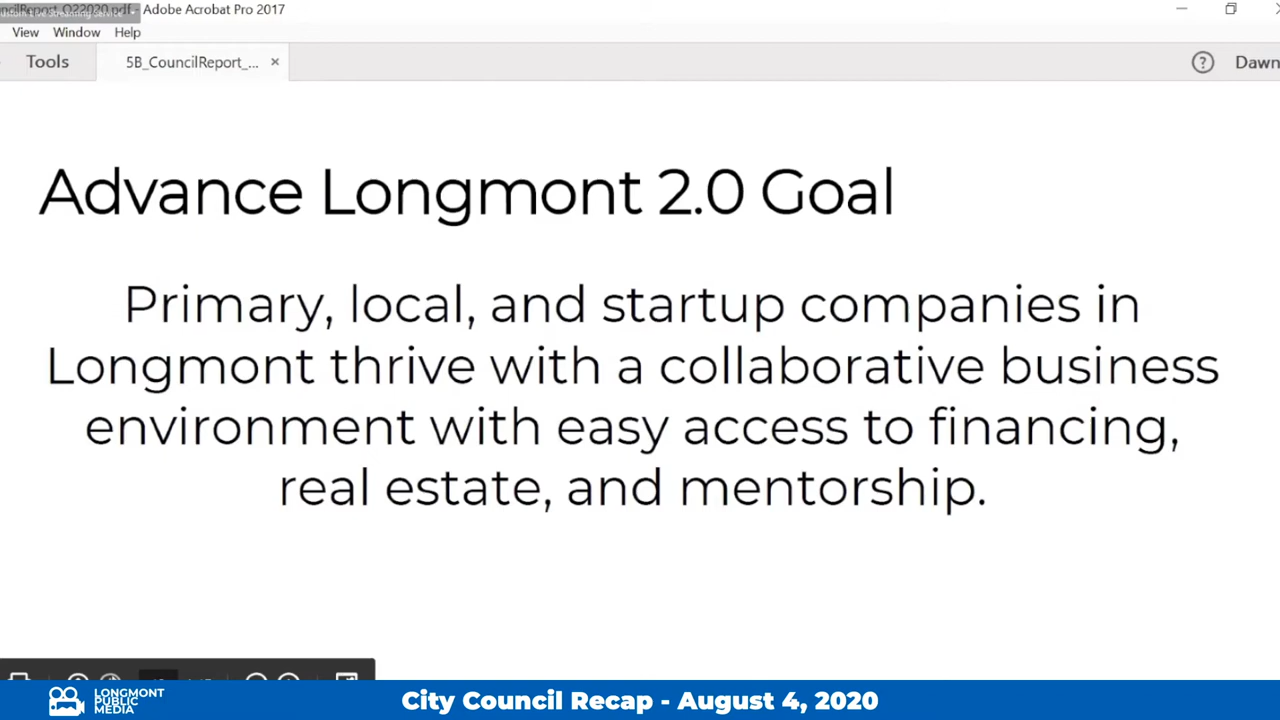 ncilReport_Q22020.pdf - Adobe Acrobat Pro 2017
View Window Help
Tools 5B_CouncilReport_... × Dawn
Advance Longmont 2.0 Goal
Primary, local, and startup companies in
Longmont thrive with a collaborative business
environment with easy access to financing,
real estate, and mentorship.
LONGMONT
PUBLIC
MEDIA
City Council Recap - August 4, 2020